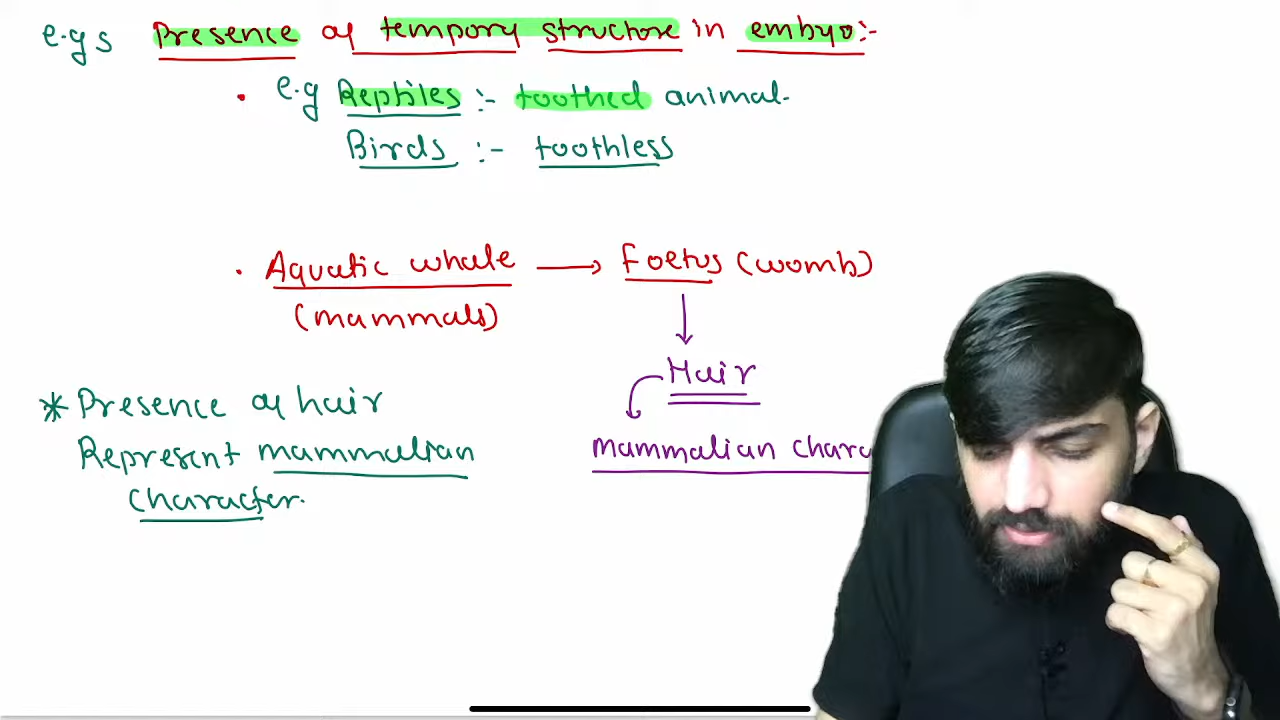 e.g s Presence of tempory structure in embyo:-
• e.g Reptiles :- toothed animal.
Birds :- toothless
• Aquatic whale → Foetus (womb)
(mammals)
Hair
* Presence of hair
Represent mammalian
character.
mammalian chara